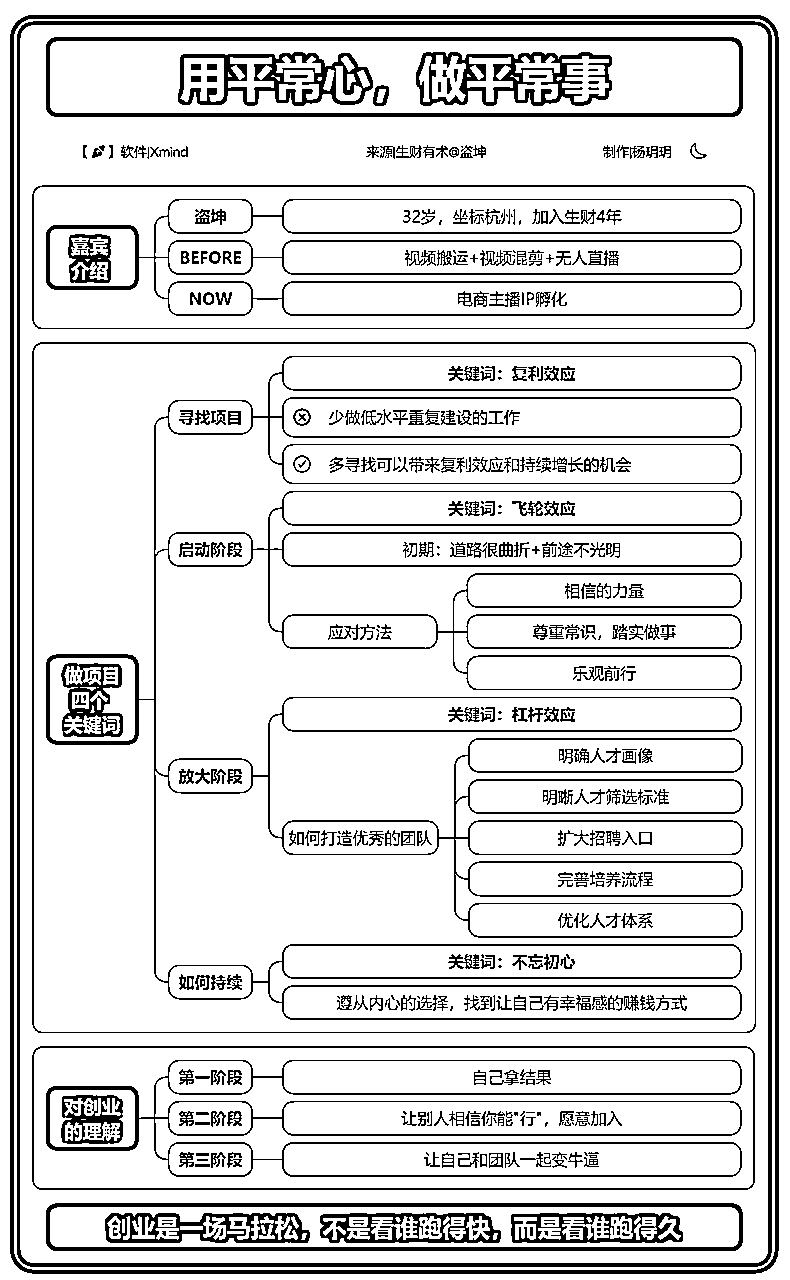 用平常心，做平常事
【】软件|Xmind
来源|生财有术@盗坤
制作|杨玥玥
嘉宾
介绍
盗坤
32岁，坐标杭州，加入生财4年
BEFORE
视频搬运+视频混剪+无人直播
NOW
电商主播IP孵化
做项目
四个
关键词
寻找项目
关键词：复利效应
少做低水平重复建设的工作
多寻找可以带来复利效应和持续增长的机会
启动阶段
关键词：飞轮效应
初期：道路很曲折+前途不光明
应对方法
相信的力量
尊重常识，踏实做事
乐观前行
放大阶段
关键词：杠杆效应
如何打造优秀的团队
明确人才画像
明晰人才筛选标准
扩大招聘入口
完善培养流程
优化人才体系
如何持续
关键词：不忘初心
遵从内心的选择，找到让自己有幸福感的赚钱方式
对创业
的理解
第一阶段
自己拿结果
第二阶段
让别人相信你能"行"，愿意加入
第三阶段
让自己和团队一起变牛逼
创业是一场马拉松，不是看谁跑得快，而是看谁跑得久